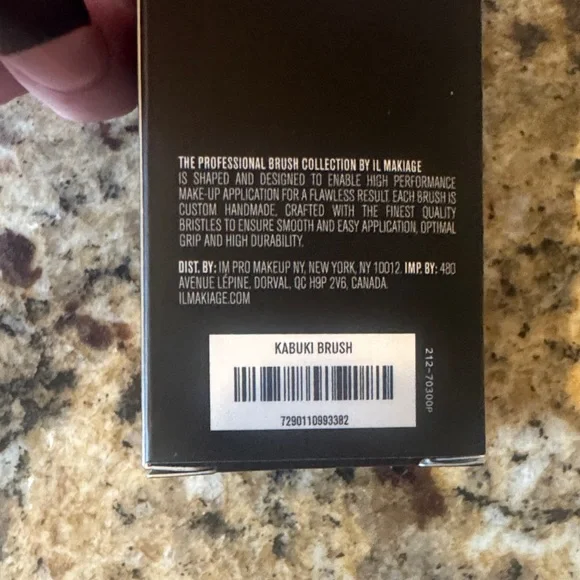 THE PROFESSIONAL BRUSH COLLECTION BY IL MAKIAGE
IS SHAPED AND DESIGNED TO ENABLE HIGH PERFORMANCE
MAKE-UP APPLICATION FOR A FLAWLESS RESULT. EACH BRUSH IS
CUSTOM HANDMADE, CRAFTED WITH THE FINEST QUALITY
BRISTLES TO ENSURE SMOOTH AND EASY APPLICATION, OPTIMAL
GRIP AND HIGH DURABILITY.
DIST. BY: IM PRO MAKEUP NY, NEW YORK, NY 10012. IMP. BY: 480
AVENUE LÉPINE, DORVAL, QC H9P 2V6, CANADA.
ILMAKIAGE.COM
KABUKI BRUSH
7290110993382
212-70300P